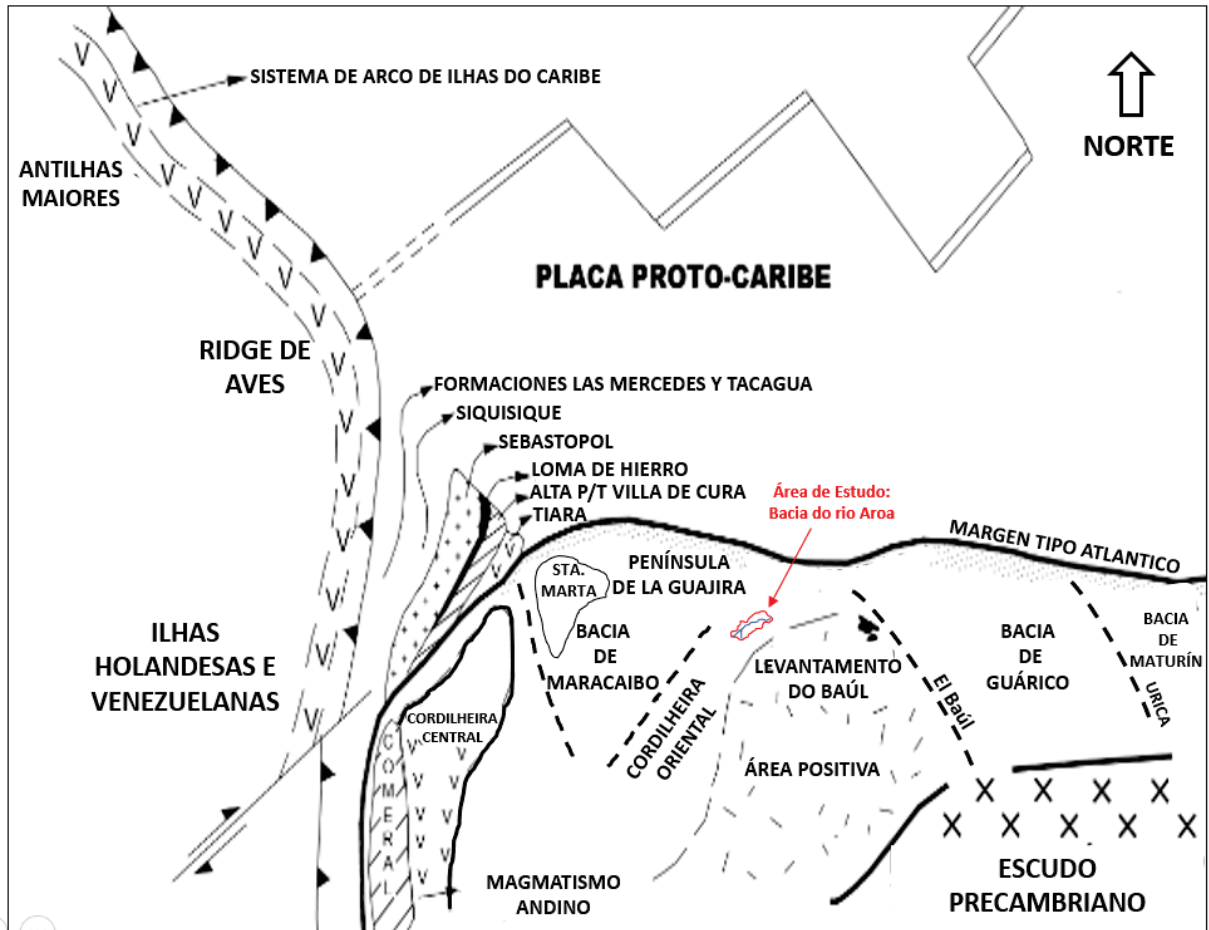 SISTEMA DE ARCO DE ILHAS DO CARIBE
NORTE
ANTILHAS
MAIORES
PLACA PROTO-CARIBE
RIDGE DE
AVES
FORMACIONES LAS MERCEDES Y TACAGUA
SIQUISIQUE
SEBASTOPOL
LOMA DE HIERRO
ALTA P/T VILLA DE CURA
TIARA
Área de Estudo:
Bacia do rio Aroa
MARGEN TIPO ATLANTICO
STA.
MARTA
PENÍNSULA
DE LA GUAJIRA
BACIA
DE
MARACAIBO
ILHAS
HOLANDESAS E
VENEZUELANAS
CORDILHEIRA
CENTRAL
CORDILHEIRA
ORIENTAL
LEVANTAMENTO
DO BAÚL
El Baúl
BACIA
DE
GUÁRICO
BACIA
DE
MATURÍN
URICA
ÁREA POSITIVA
COMERAL
MAGMATISMO
ANDINO
ESCUDO
PRECAMBRIANO